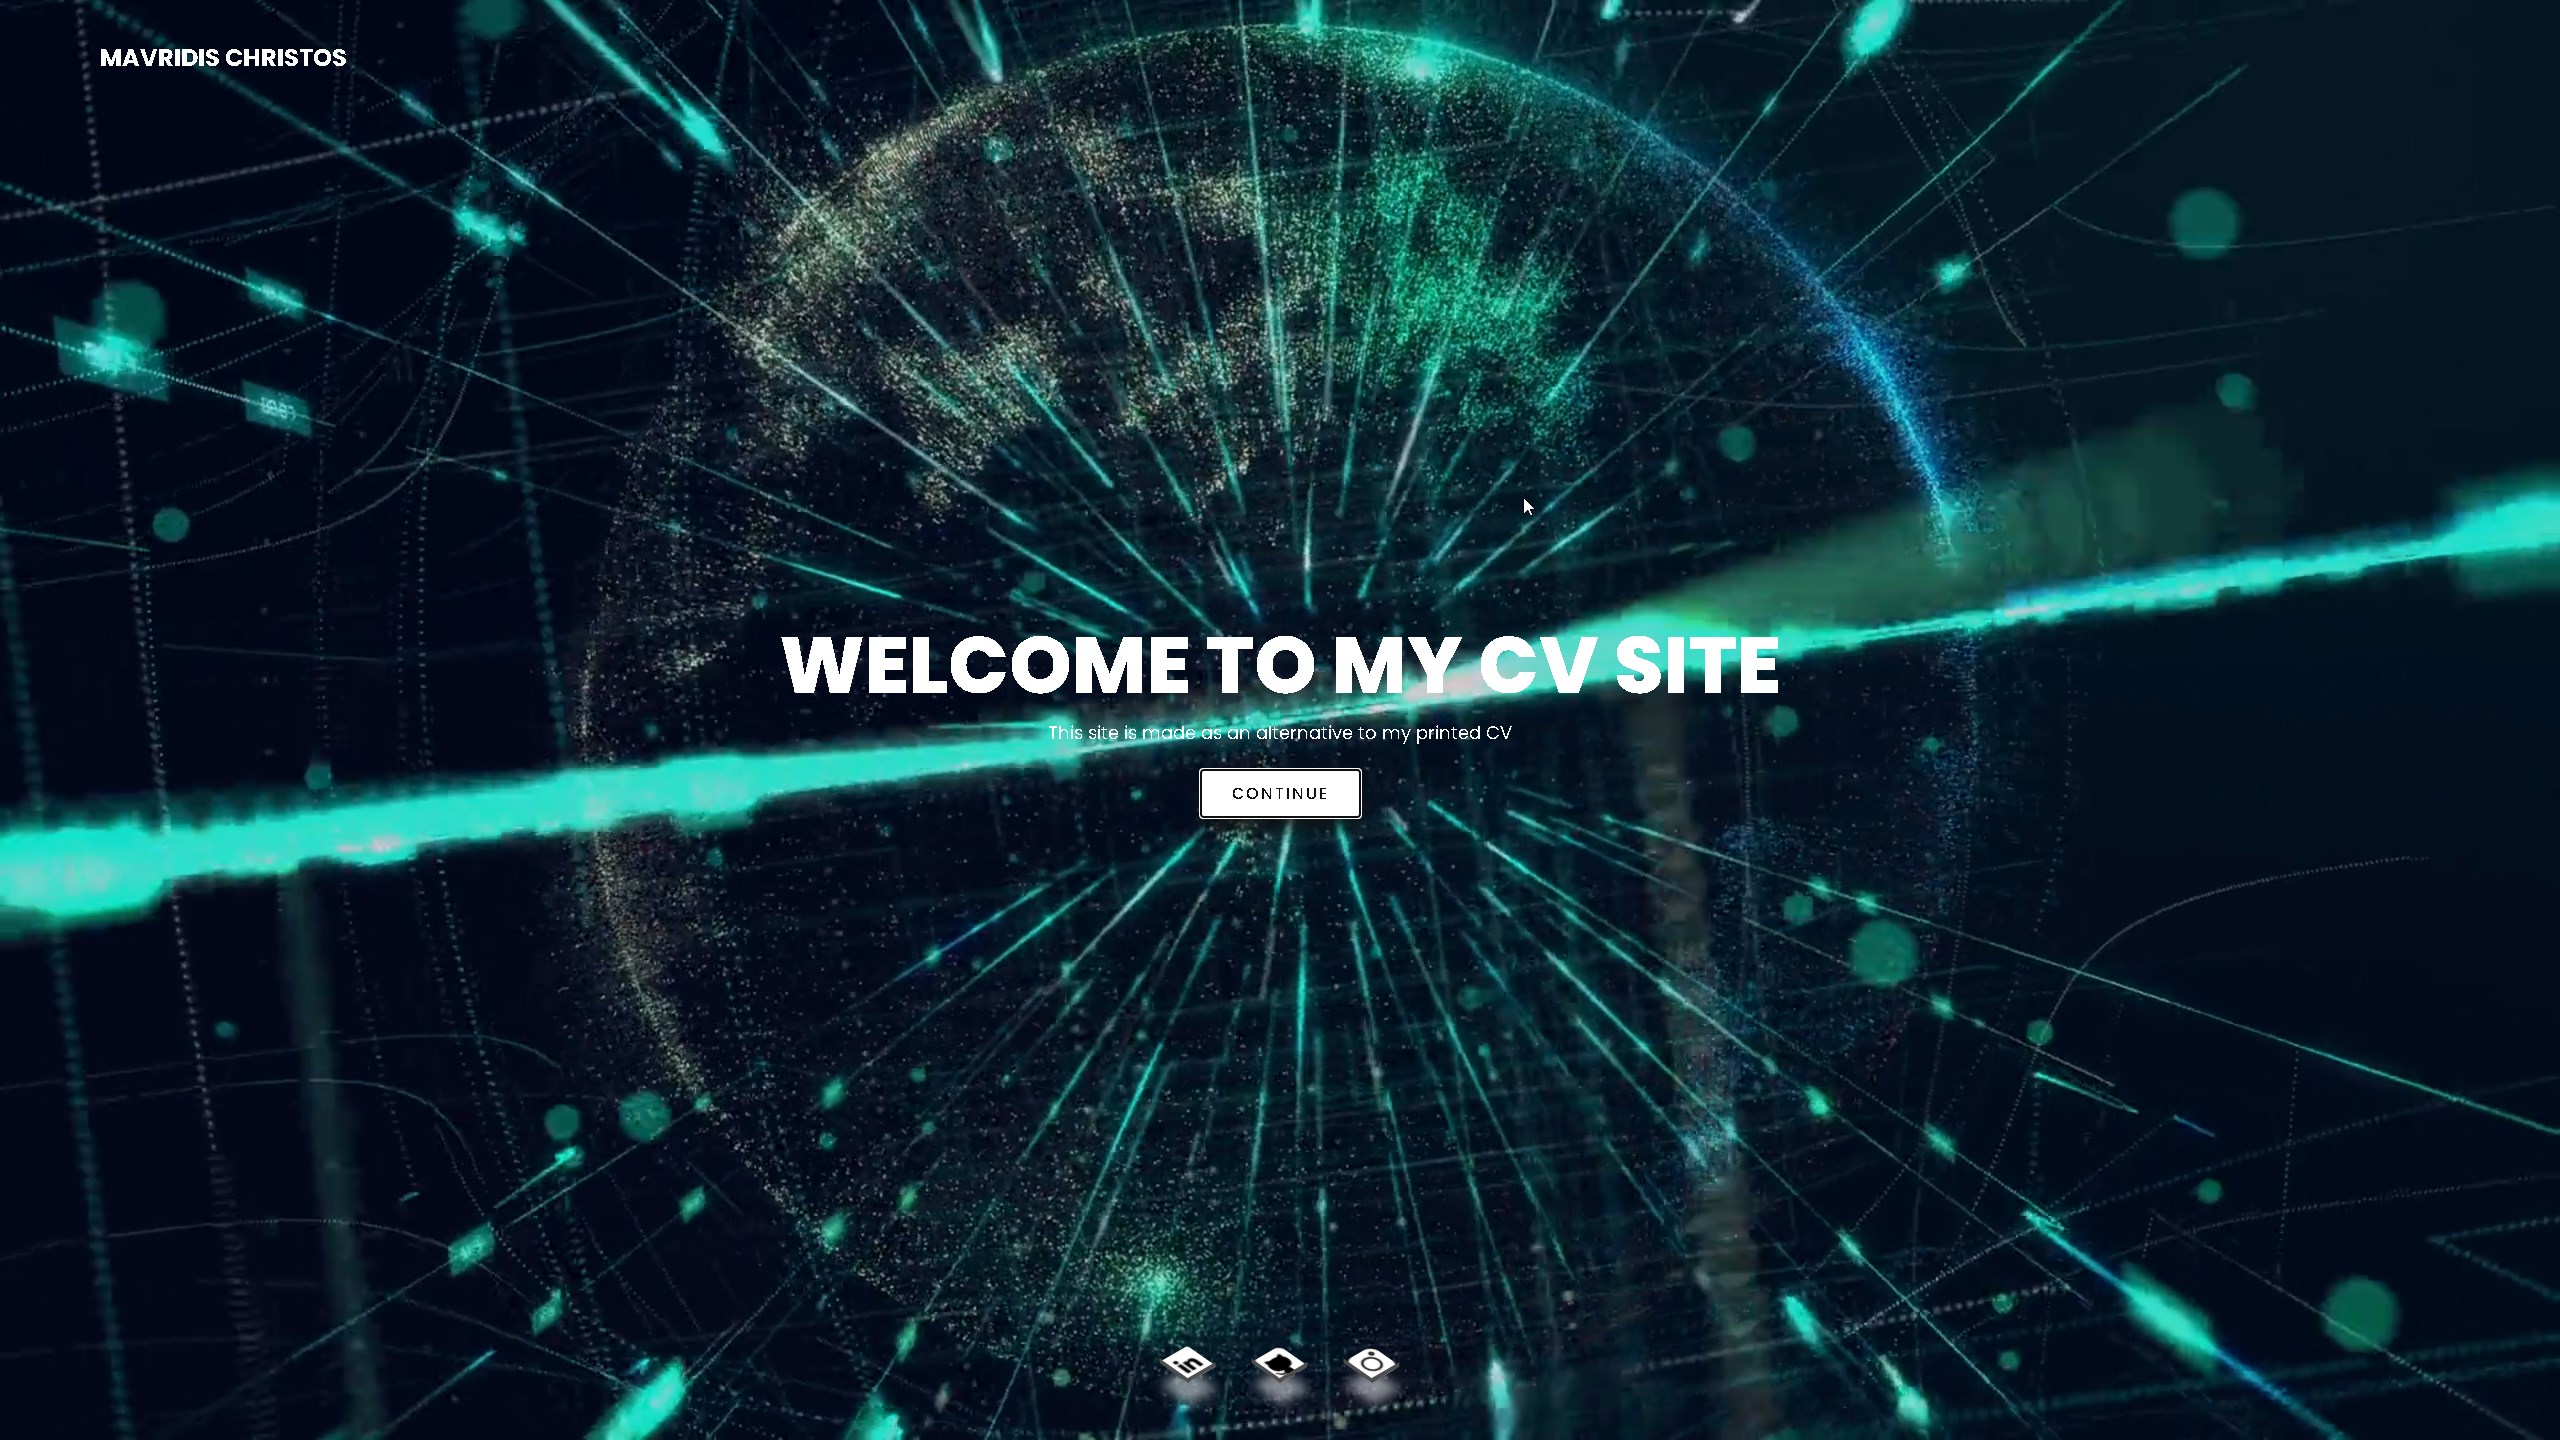 MAVRIDIS CHRISTOS
WELCOME TO MY CV SITE
This site is made as an alternative to my printed CV
CONTINUE
in